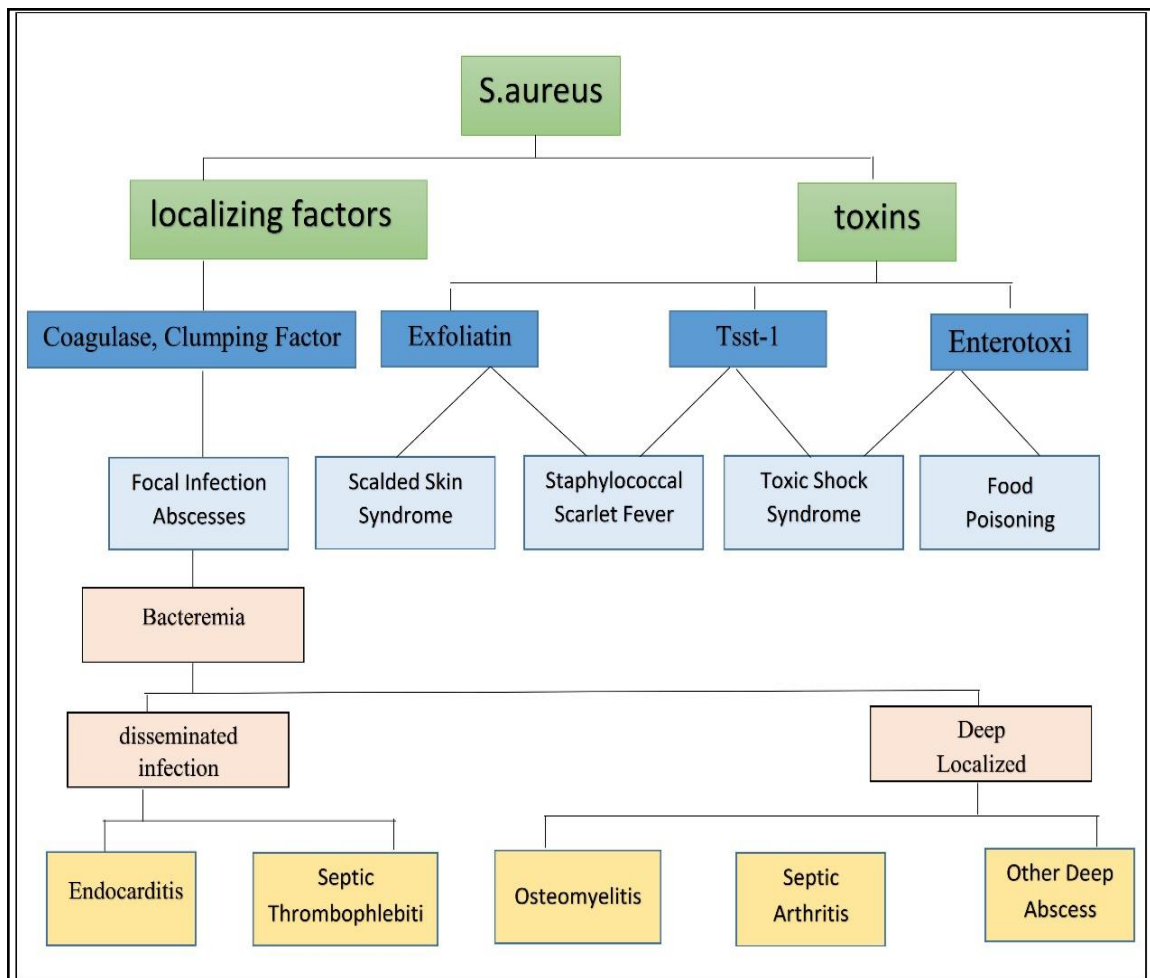 S.aureus
localizing factors
toxins
Coagulase, Clumping Factor
Exfoliatin
Tsst-1
Enterotoxi
Focal Infection
Abscesses
Scalded Skin
Syndrome
Staphylococcal
Scarlet Fever
Toxic Shock
Syndrome
Food
Poisoning
Bacteremia
disseminated
infection
Deep
Localized
Endocarditis
Septic
Thrombophlebiti
Osteomyelitis
Septic
Arthritis
Other Deep
Abscess